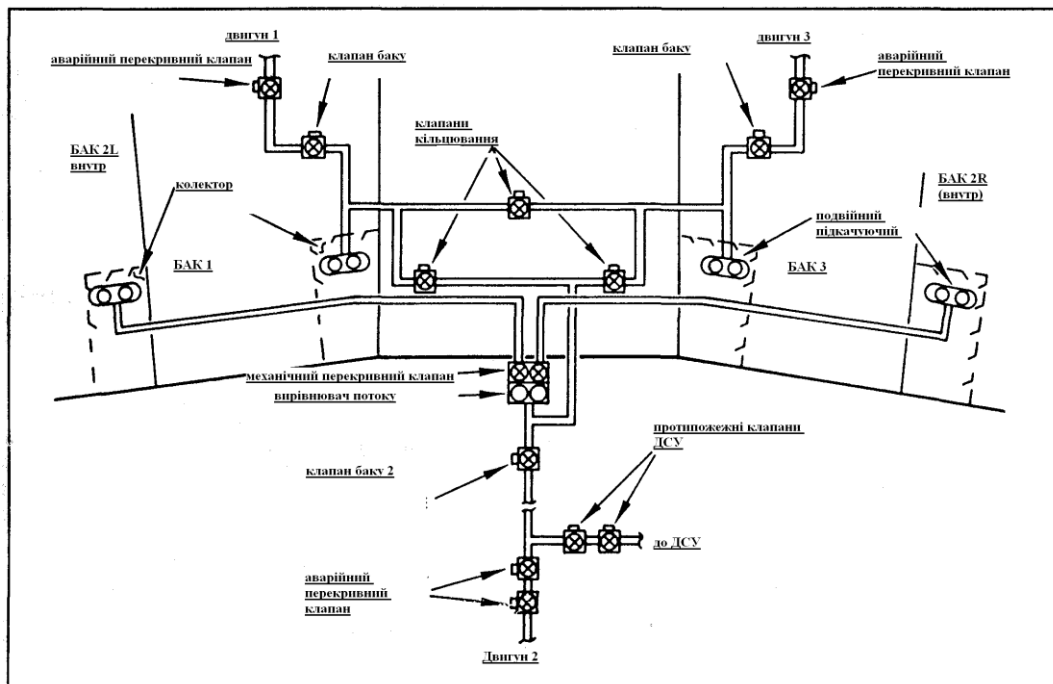 двигун 1
аварійний перекривний клапан
клапан баку
клапан баку
двигун 3
аварійний
перекривний клапан
клапани
кільцювання
БАК 2L
внутр
колектор
БАК 2R
(внутр)
подвійний
підкачуючий
БАК 1
БАК 3
механічний перекривний клапан
вирівнювач потоку
протипожежні клапани
ДСУ
клапан баку 2
до ДСУ
аварійний
перекривний
клапан
Двигун 2